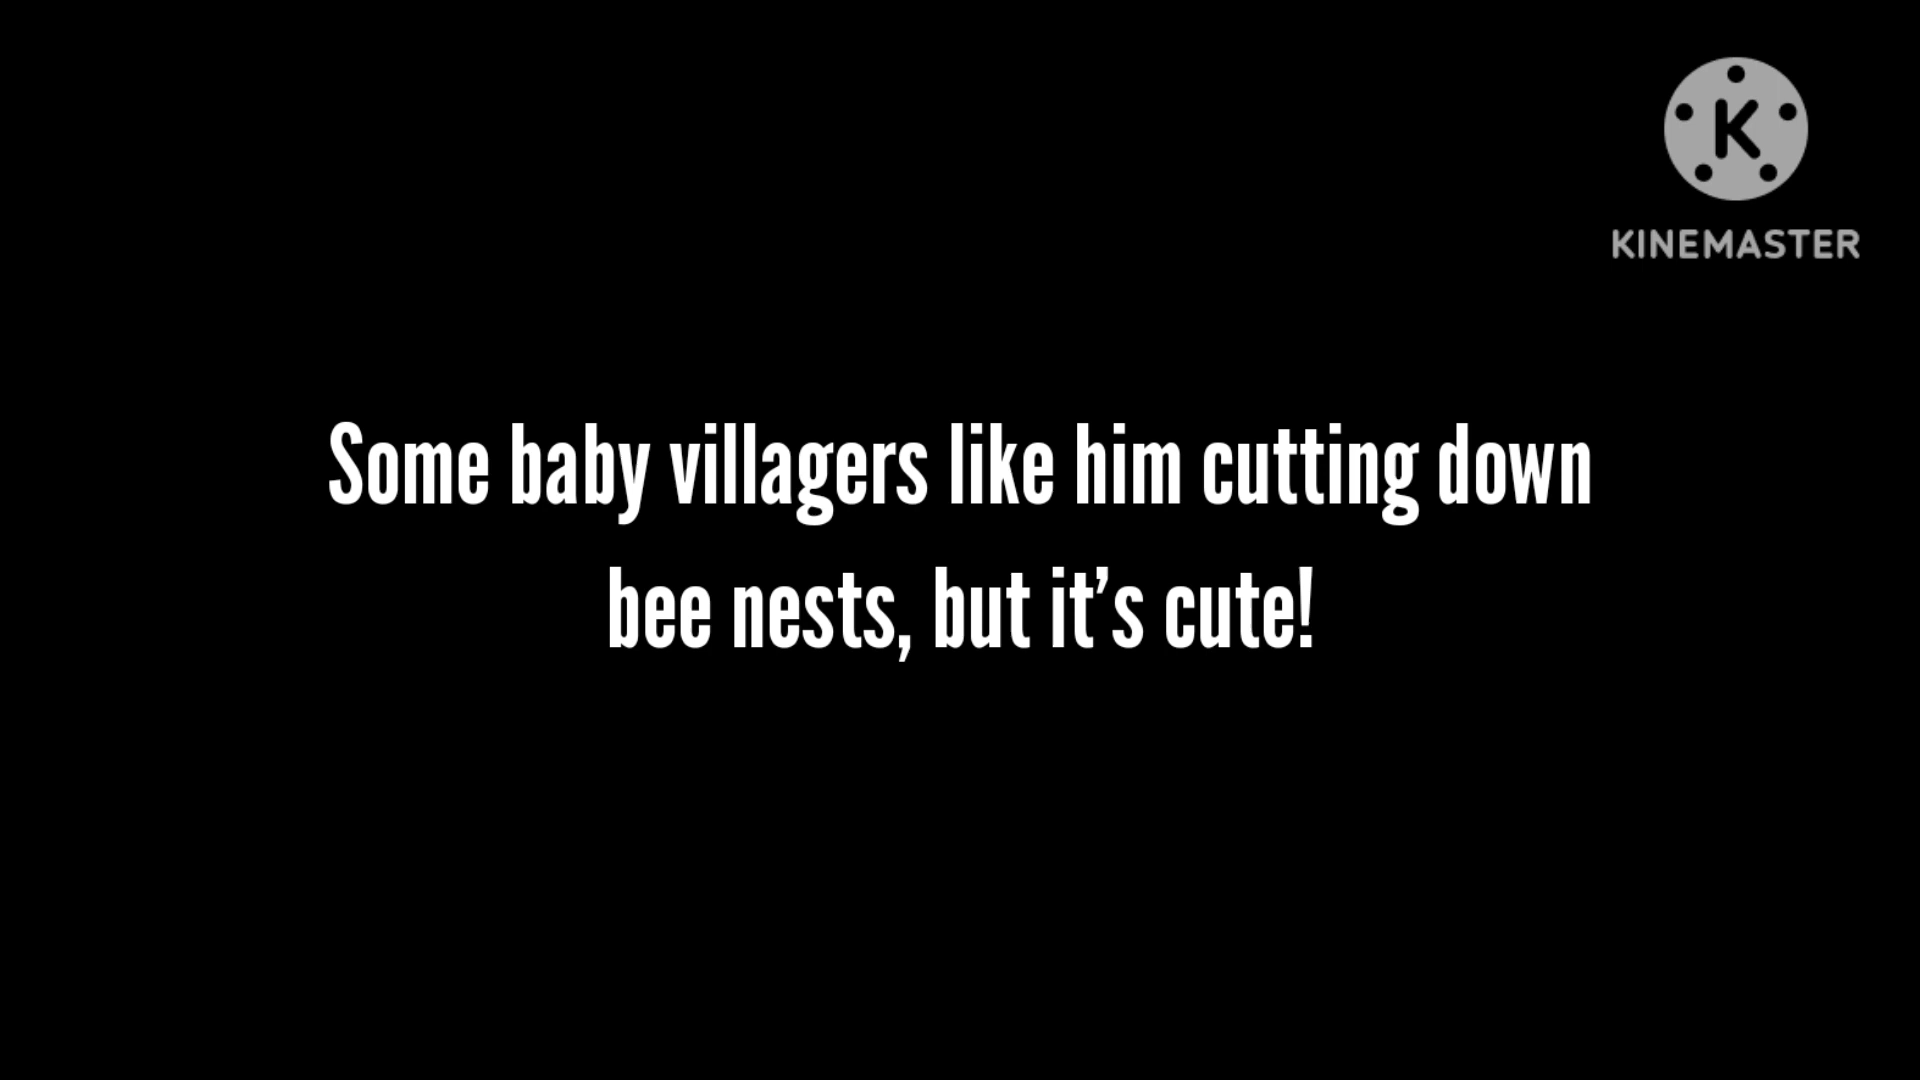 K
KINEMASTER
Some baby villagers like him cutting down
bee nests, but it’s cute!